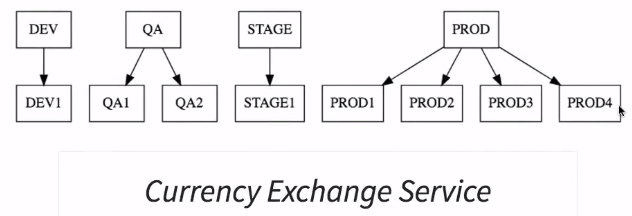 DEV QA STAGE PROD
DEV1 QA1 QA2 STAGE1 PROD1 PROD2 PROD3 PROD4
Currency Exchange Service